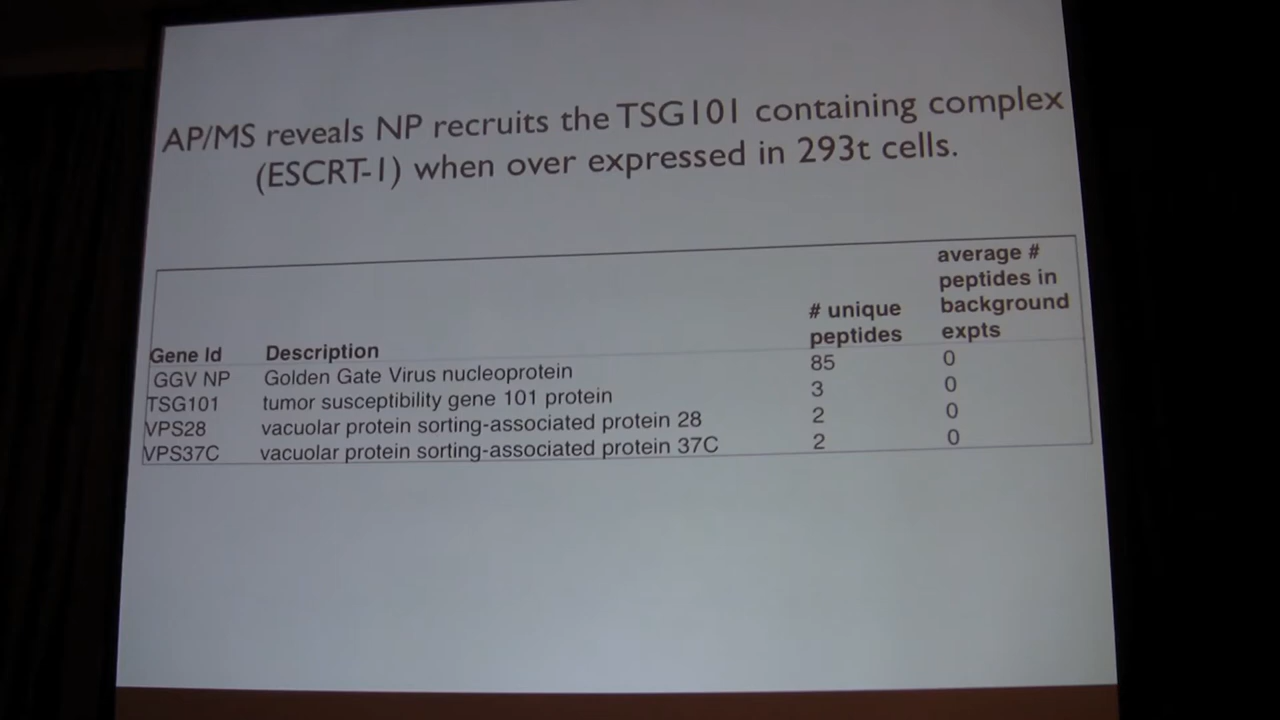 AP/MS reveals NP recruits the TSG101 containing complex
(ESCRT-I) when over expressed in 293t cells.
Gene Id Description # unique peptides average # peptides in background expts
GGV NP Golden Gate Virus nucleoprotein 85 0
TSG101 tumor susceptibility gene 101 protein 3 0
VPS28 vacuolar protein sorting-associated protein 28 2 0
VPS37C vacuolar protein sorting-associated protein 37C 2 0